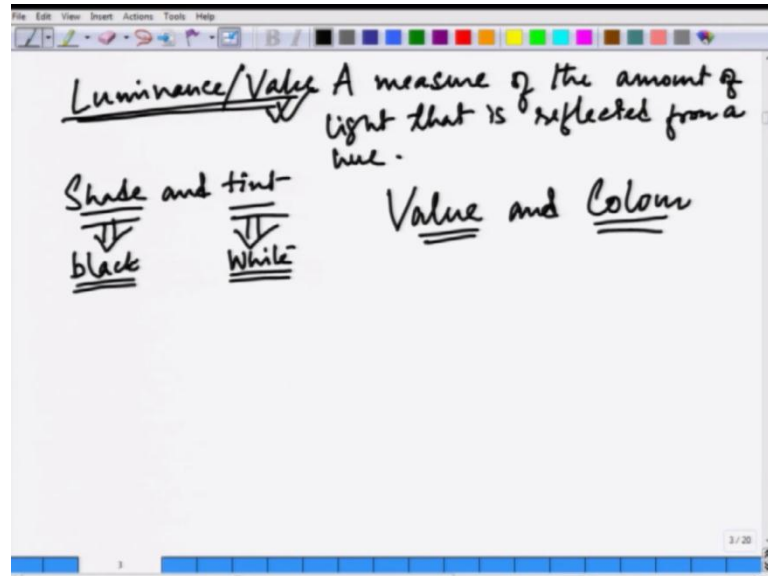 File Edit View Insert Actions Tools Help
B I
Luminance/Value A measure of the amount of
light that is reflected from a
hue.
Shade and tint
black White
Value and Colour
3 / 20
3